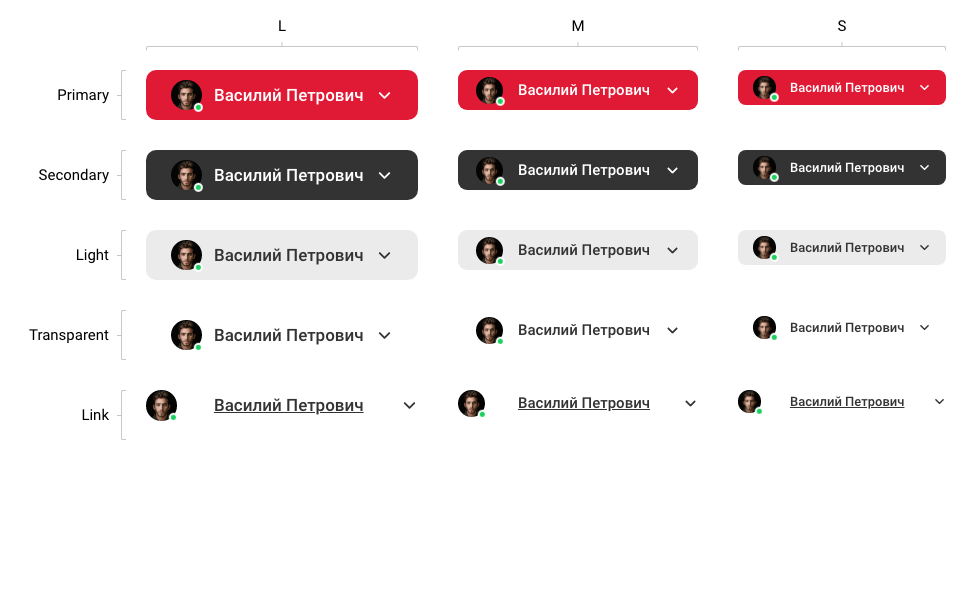 L M S
Primary Василий Петрович Василий Петрович Василий Петрович
Secondary Василий Петрович Василий Петрович Василий Петрович
Light Василий Петрович Василий Петрович Василий Петрович
Transparent Василий Петрович Василий Петрович Василий Петрович
Link Василий Петрович Василий Петрович Василий Петрович